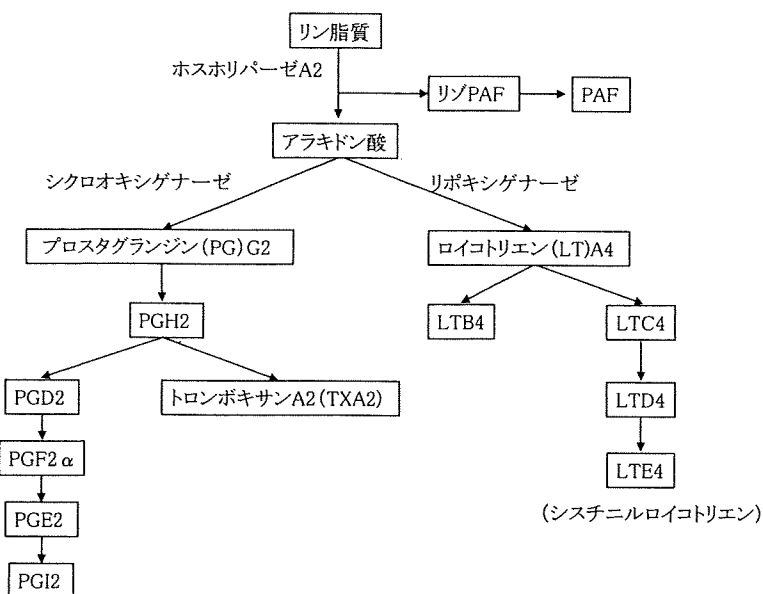 リン脂質
ホスホリパーゼA2
リゾPAF
PAF
アラキドン酸
シクロオキシゲナーゼ
リポキシゲナーゼ
プロスタグランジン(PG)G2
ロイコトリエン(LT)A4
PGH2
LTB4
LTC4
PGD2
トロンボキサンA2(TXA2)
LTD4
PGF2α
LTE4
PGE2
(シスチニルロイコトリエン)
PGI2